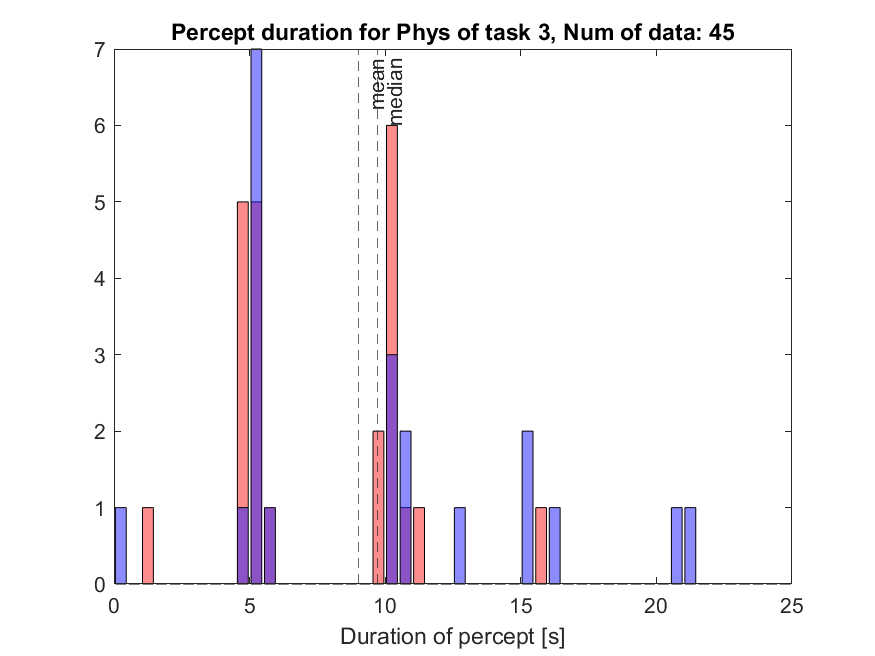 Percept duration for Phys of task 3, Num of data: 45
7
6
5
4
3
2
1
0
mean
median
0 5 10 15 20 25
Duration of percept [s]